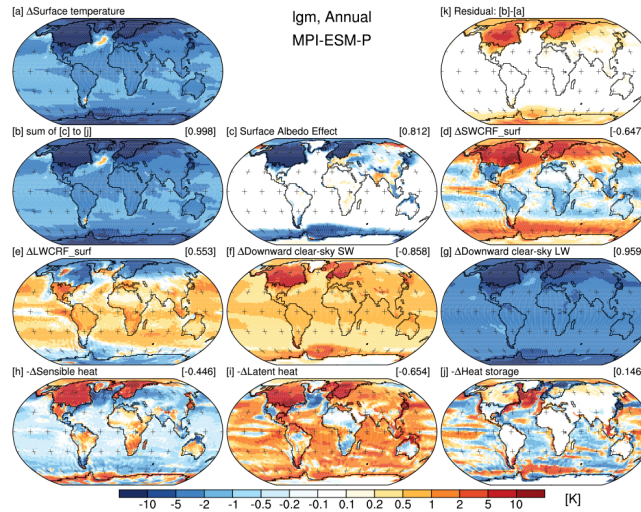 [a] ΔSurface temperature
lgm, Annual
MPI-ESM-P
[k] Residual: [b]-[a]
[b] sum of [c] to [j] [0.998]
[c] Surface Albedo Effect [0.812]
[d] ΔSWCRF_surf [-0.647]
[e] ΔLWCRF_surf [0.553]
[f] ΔDownward clear-sky SW [-0.858]
[g] ΔDownward clear-sky LW [0.959]
[h] -ΔSensible heat [-0.446]
[i] -ΔLatent heat [-0.654]
[j] -ΔHeat storage [0.146]
-10 -5 -2 -1 -0.5 -0.2 -0.1 0.1 0.2 0.5 1 2 5 10 [K]